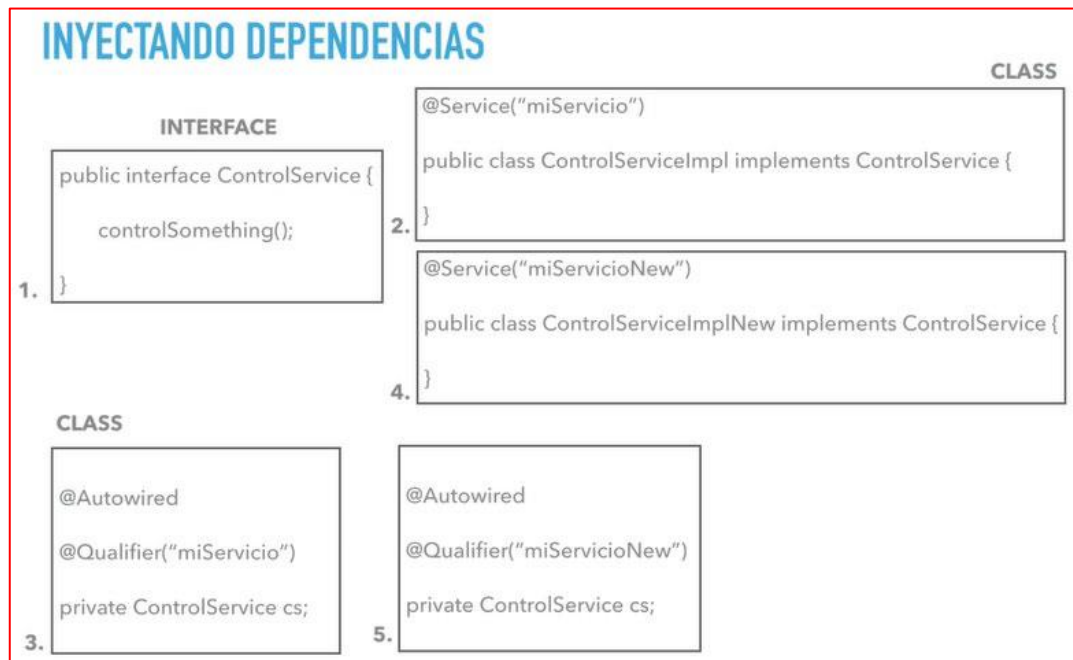 INYECTANDO DEPENDENCIAS
INTERFACE
public interface ControlService {
controlSomething();
}
1.
CLASS
@Service(“miServicio”)
public class ControlServiceImpl implements ControlService {
}
2.
CLASS
@Autowired
@Qualifier(“miServicio”)
private ControlService cs;
3.
@Service(“miServicioNew”)
public class ControlServiceImplNew implements ControlService {
}
4.
@Autowired
@Qualifier(“miServicioNew”)
private ControlService cs;
5.